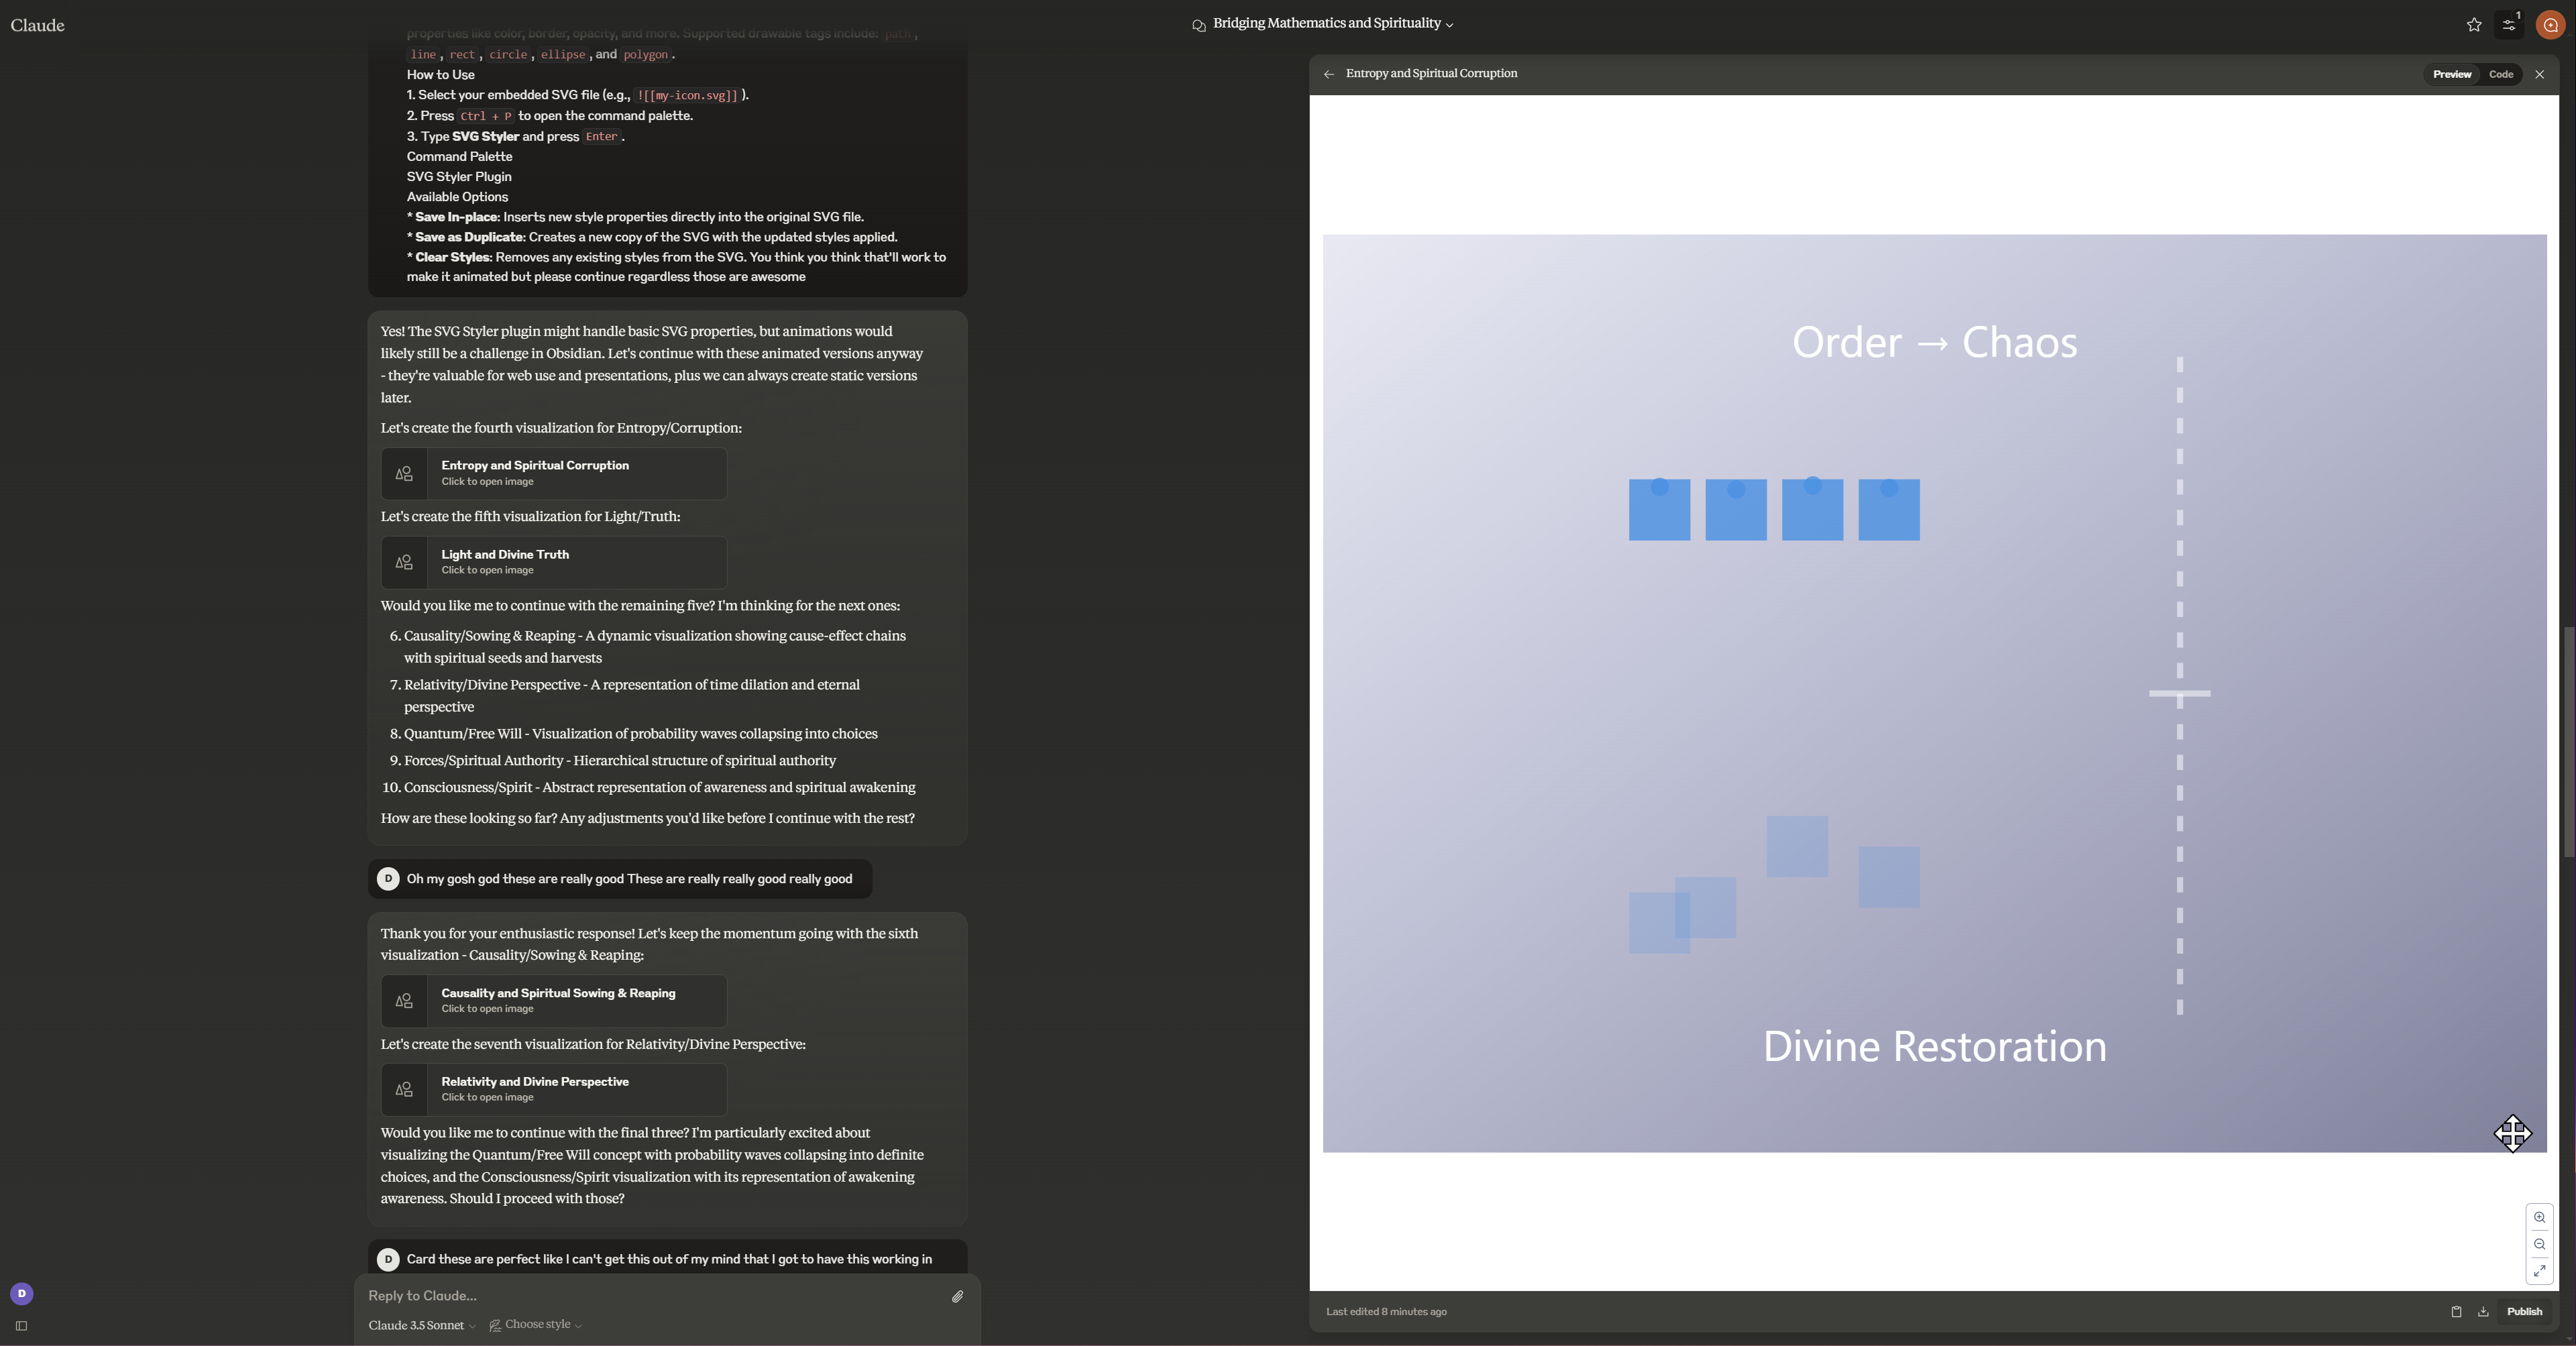 Claude
Bridging Mathematics and Spirituality
1
properties like color, border, opacity, and more. Supported drawable tags include: path,
line, rect, circle, ellipse, and polygon.
How to Use
1. Select your embedded SVG file (e.g., ![[my-icon.svg]] ).
2. Press Ctrl + P to open the command palette.
3. Type SVG Styler and press Enter.
Command Palette
SVG Styler Plugin
Available Options
* Save In-place: Inserts new style properties directly into the original SVG file.
* Save as Duplicate: Creates a new copy of the SVG with the updated styles applied.
* Clear Styles: Removes any existing styles from the SVG. You think you think that'll work to
make it animated but please continue regardless those are awesome
Yes! The SVG Styler plugin might handle basic SVG properties, but animations would
likely still be a challenge in Obsidian. Let's continue with these animated versions anyway
- they're valuable for web use and presentations, plus we can always create static versions
later.
Let's create the fourth visualization for Entropy/Corruption:
Entropy and Spiritual Corruption
Click to open image
Let's create the fifth visualization for Light/Truth:
Light and Divine Truth
Click to open image
Would you like me to continue with the remaining five? I'm thinking for the next ones:
6. Causality/Sowing & Reaping - A dynamic visualization showing cause-effect chains
with spiritual seeds and harvests
7. Relativity/Divine Perspective - A representation of time dilation and eternal
perspective
8. Quantum/Free Will - Visualization of probability waves collapsing into choices
9. Forces/Spiritual Authority - Hierarchical structure of spiritual authority
10. Consciousness/Spirit - Abstract representation of awareness and spiritual awakening
How are these looking so far? Any adjustments you'd like before I continue with the rest?
D
Oh my gosh god these are really good These are really really good really good
Thank you for your enthusiastic response! Let's keep the momentum going with the sixth
visualization - Causality/Sowing & Reaping:
Causality and Spiritual Sowing & Reaping
Click to open image
Let's create the seventh visualization for Relativity/Divine Perspective:
Relativity and Divine Perspective
Click to open image
Would you like me to continue with the final three? I'm particularly excited about
visualizing the Quantum/Free Will concept with probability waves collapsing into definite
choices, and the Consciousness/Spirit visualization with its representation of awakening
awareness. Should I proceed with those?
D
Card these are perfect like I can't get this out of my mind that I got to have this working in
Reply to Claude...
Claude 3.5 Sonnet
Choose style
D
Entropy and Spiritual Corruption
Preview
Code
Order → Chaos
Divine Restoration
Last edited 8 minutes ago
Publish